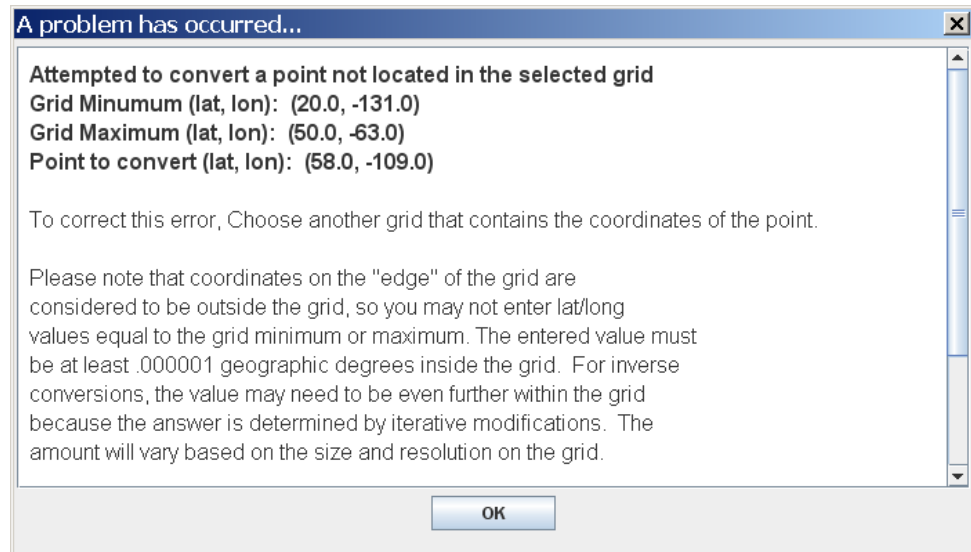 A problem has occurred...
Attempted to convert a point not located in the selected grid
Grid Minumum (lat, lon):  (20.0, -131.0)
Grid Maximum (lat, lon):  (50.0, -63.0)
Point to convert (lat, lon):  (58.0, -109.0)
To correct this error, Choose another grid that contains the coordinates of the point.
Please note that coordinates on the "edge" of the grid are
considered to be outside the grid, so you may not enter lat/long
values equal to the grid minimum or maximum. The entered value must
be at least .000001 geographic degrees inside the grid.  For inverse
conversions, the value may need to be even further within the grid
because the answer is determined by iterative modifications.  The
amount will vary based on the size and resolution on the grid.
OK